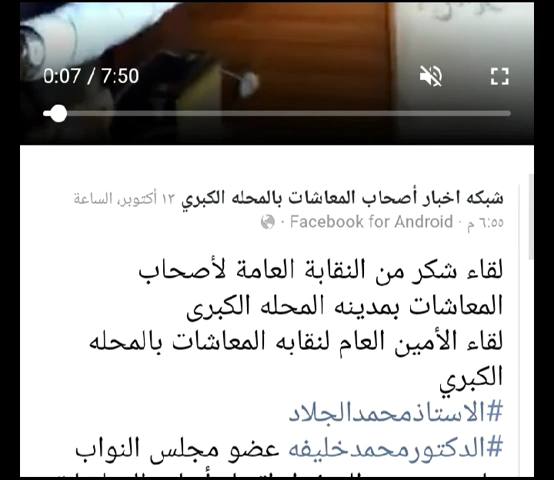 0:07 / 7:50
شبكه اخبار أصحاب المعاشات بالمحله الكبري ١٣ أكتوبر، الساعة
٦:٥٥ م · Facebook for Android ·
لقاء شكر من النقابة العامة لأصحاب
المعاشات بمدينه المحله الكبرى
لقاء الأمين العام لنقابه المعاشات بالمحله
الكبري
#الاستاذمحمدالجلاد
#الدكتورمحمدخليفه عضو مجلس النواب